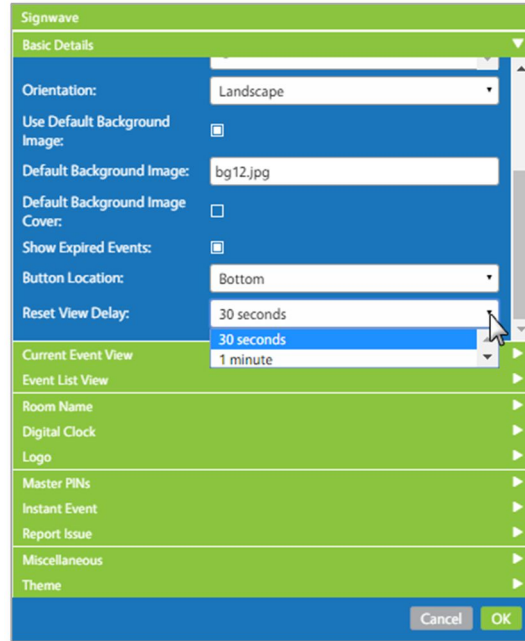 Signwave
Basic Details
Orientation:
Landscape
Use Default Background
Image:
Default Background Image:
bg12.jpg
Default Background Image
Cover:
Show Expired Events:
Button Location:
Bottom
Reset View Delay:
30 seconds
30 seconds
1 minute
Current Event View
Event List View
Room Name
Digital Clock
Logo
Master PINs
Instant Event
Report Issue
Miscellaneous
Theme
Cancel
OK